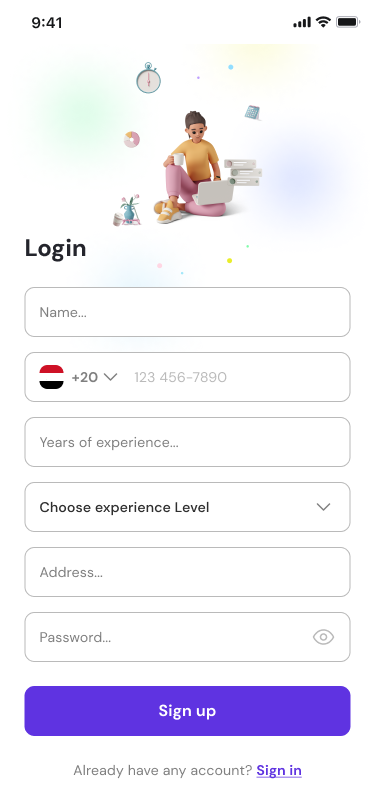 9:41
Login
Name...
+20 123 456-7890
Years of experience...
Choose experience Level
Address...
Password...
Sign up
Already have any account? Sign in